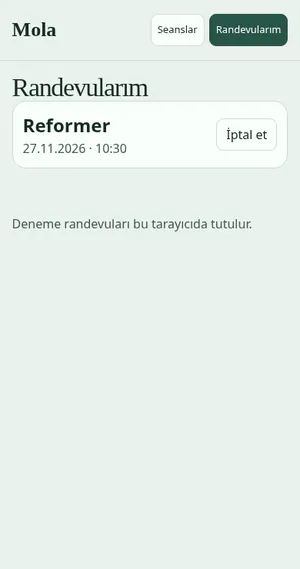 Mola
Seanslar
Randevularım
Randevularım
Reformer
27.11.2026 · 10:30
İptal et
Deneme randevuları bu tarayıcıda tutulur.